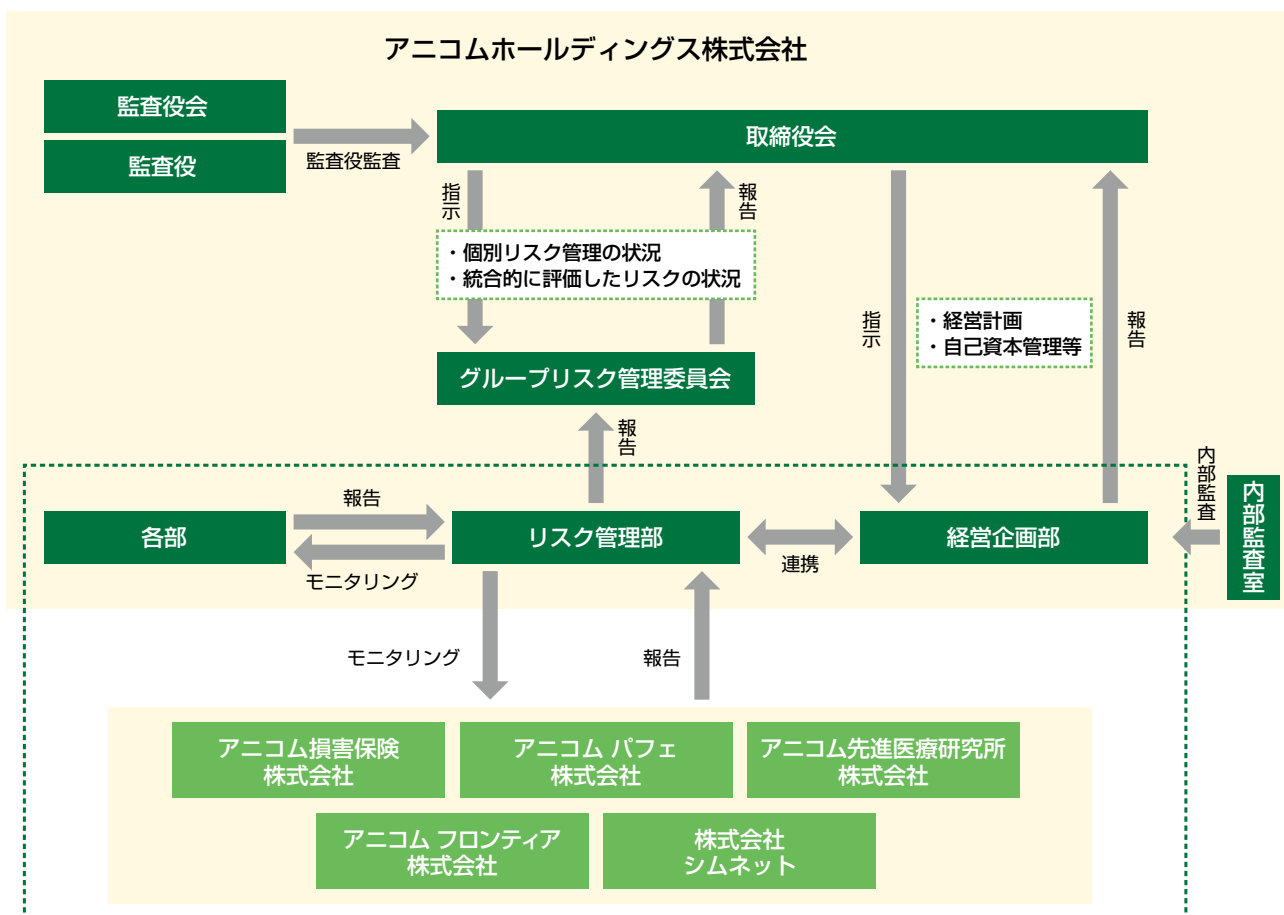 アニコムホールディングス株式会社
監査役会
監査役
監査役監査
取締役会
指示
報告
・個別リスク管理の状況
・統合的に評価したリスクの状況
指示
・経営計画
・自己資本管理等
報告
グループリスク管理委員会
報告
内部監査
内部監査室
各部
報告
モニタリング
リスク管理部
連携
経営企画部
モニタリング
報告
アニコム損害保険
株式会社
アニコム パフェ
株式会社
アニコム先進医療研究所
株式会社
アニコム フロンティア
株式会社
株式会社
シムネット